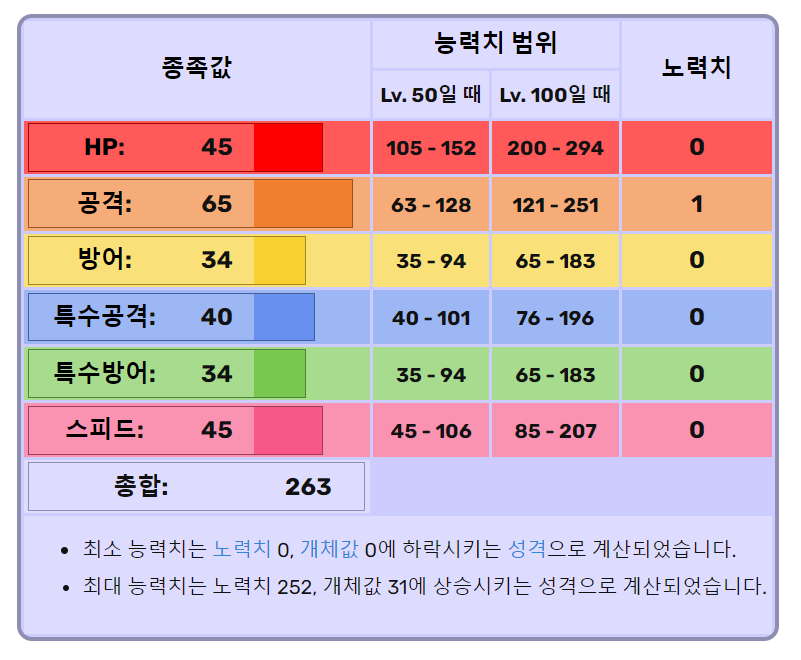 종족값 능력치 범위 노력치
Lv. 50일 때 Lv. 100일 때
HP: 45 105 - 152 200 - 294 0
공격: 65 63 - 128 121 - 251 1
방어: 34 35 - 94 65 - 183 0
특수공격: 40 40 - 101 76 - 196 0
특수방어: 34 35 - 94 65 - 183 0
스피드: 45 45 - 106 85 - 207 0
총합: 263
• 최소 능력치는 노력치 0, 개체값 0에 하락시키는 성격으로 계산되었습니다.
• 최대 능력치는 노력치 252, 개체값 31에 상승시키는 성격으로 계산되었습니다.